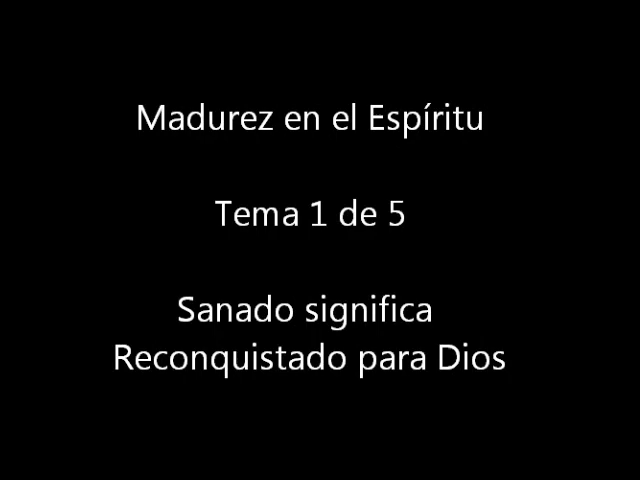 Madurez en el Espíritu
Tema 1 de 5
Sanado significa
Reconquistado para Dios